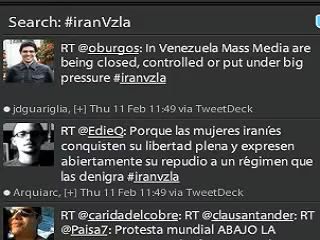 Search: #iranVzla
RT @oburgos: In Venezuela Mass Media are
being closed, controlled or put under big
pressure #iranvzla
jdguariglia, [+] Thu 11 Feb 11:49 via TweetDeck
RT @EdieQ: Porque las mujeres iraníes
conquisten su libertad plena y expresen
abiertamente su repudio a un régimen que
las denigra #iranvzla
Arquiarc, [+] Thu 11 Feb 11:49 via TweetDeck
RT @caridadelcobre: RT @clausantander: RT
@Paisa7: Protesta mundial ABAJO LA